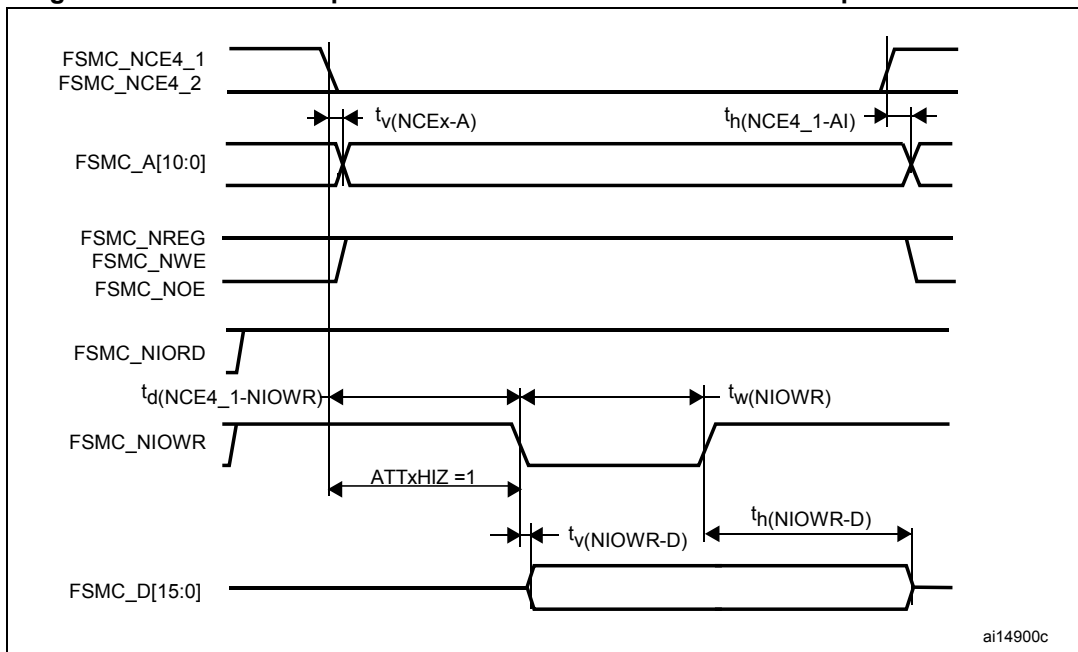 FSMC_NCE4_1
FSMC_NCE4_2
tv(NCEx-A)
th(NCE4_1-AI)
FSMC_A[10:0]
FSMC_NREG
FSMC_NWE
FSMC_NOE
FSMC_NIORD
td(NCE4_1-NIOWR)
tw(NIOWR)
FSMC_NIOWR
ATTxHIZ =1
th(NIOWR-D)
tv(NIOWR-D)
FSMC_D[15:0]
ai14900c